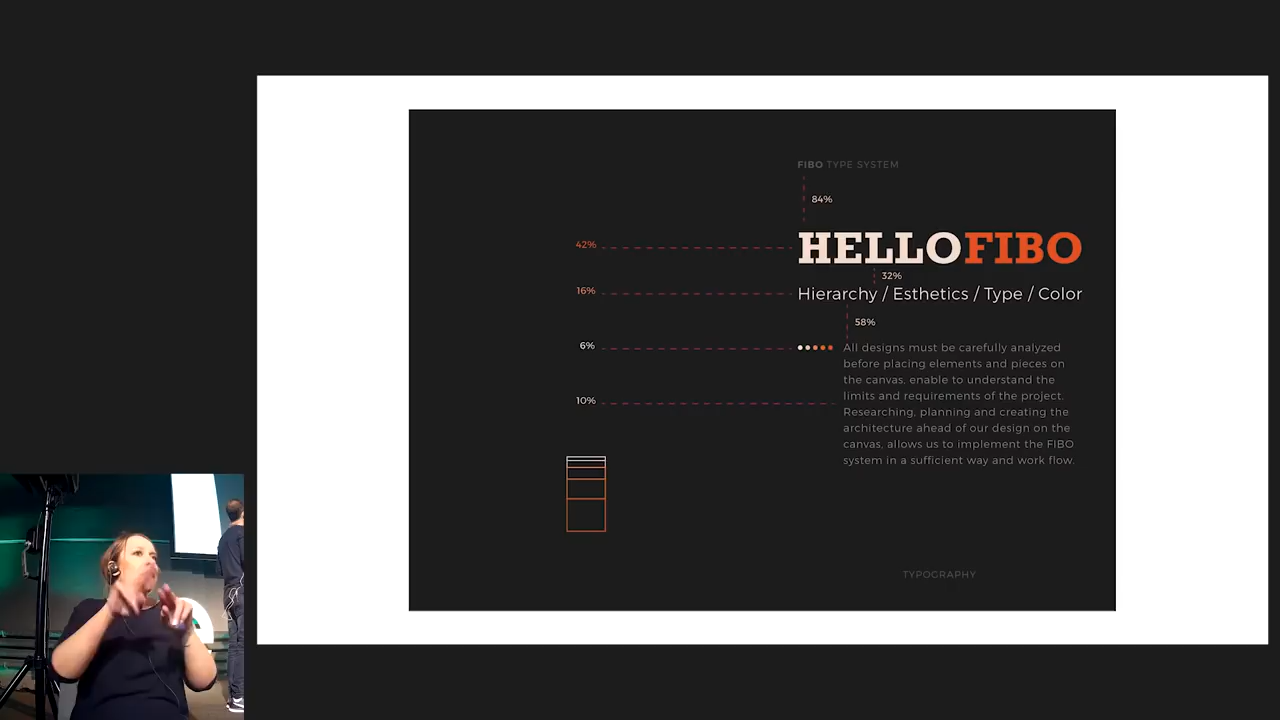 FIBO TYPE SYSTEM
84%
42%
HELLOFIBO
32%
16%
Hierarchy / Esthetics / Type / Color
58%
6%
All designs must be carefully analyzed
before placing elements and pieces on
the canvas, enable to understand the
limits and requirements of the project.
10%
Researching, planning and creating the
architecture ahead of our design on the
canvas, allows us to implement the FIBO
system in a sufficient way and work flow.
TYPOGRAPHY